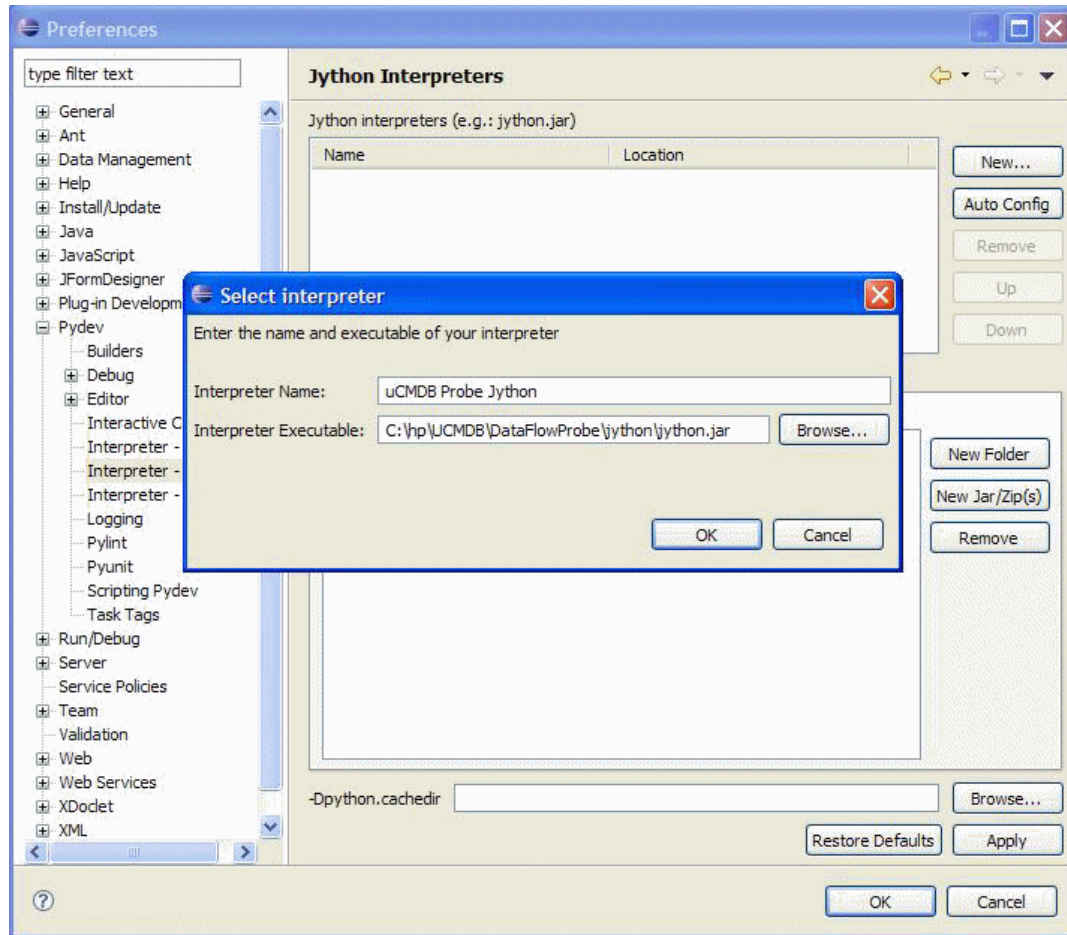 Preferences
type filter text
General
Ant
Data Management
Help
Install/Update
Java
JavaScript
JFormDesigner
Plug-in Developm
Pydev
Builders
Debug
Editor
Interactive C
Interpreter -
Interpreter -
Interpreter -
Logging
Pylint
Pyunit
Scripting Pydev
Task Tags
Run/Debug
Server
Service Policies
Team
Validation
Web
Web Services
XDoclet
XML
Jython Interpreters
Jython interpreters (e.g.: jython.jar)
Name Location
New...
Auto Config
Remove
Up
Down
Select interpreter
Enter the name and executable of your interpreter
Interpreter Name: uCMDB Probe Jython
Interpreter Executable: C:\hp\UCMDB\DataFlowProbe\jython\jython.jar Browse...
OK Cancel
New Folder
New Jar/Zip(s)
Remove
-Dpython.cachedir Browse...
Restore Defaults Apply
OK Cancel